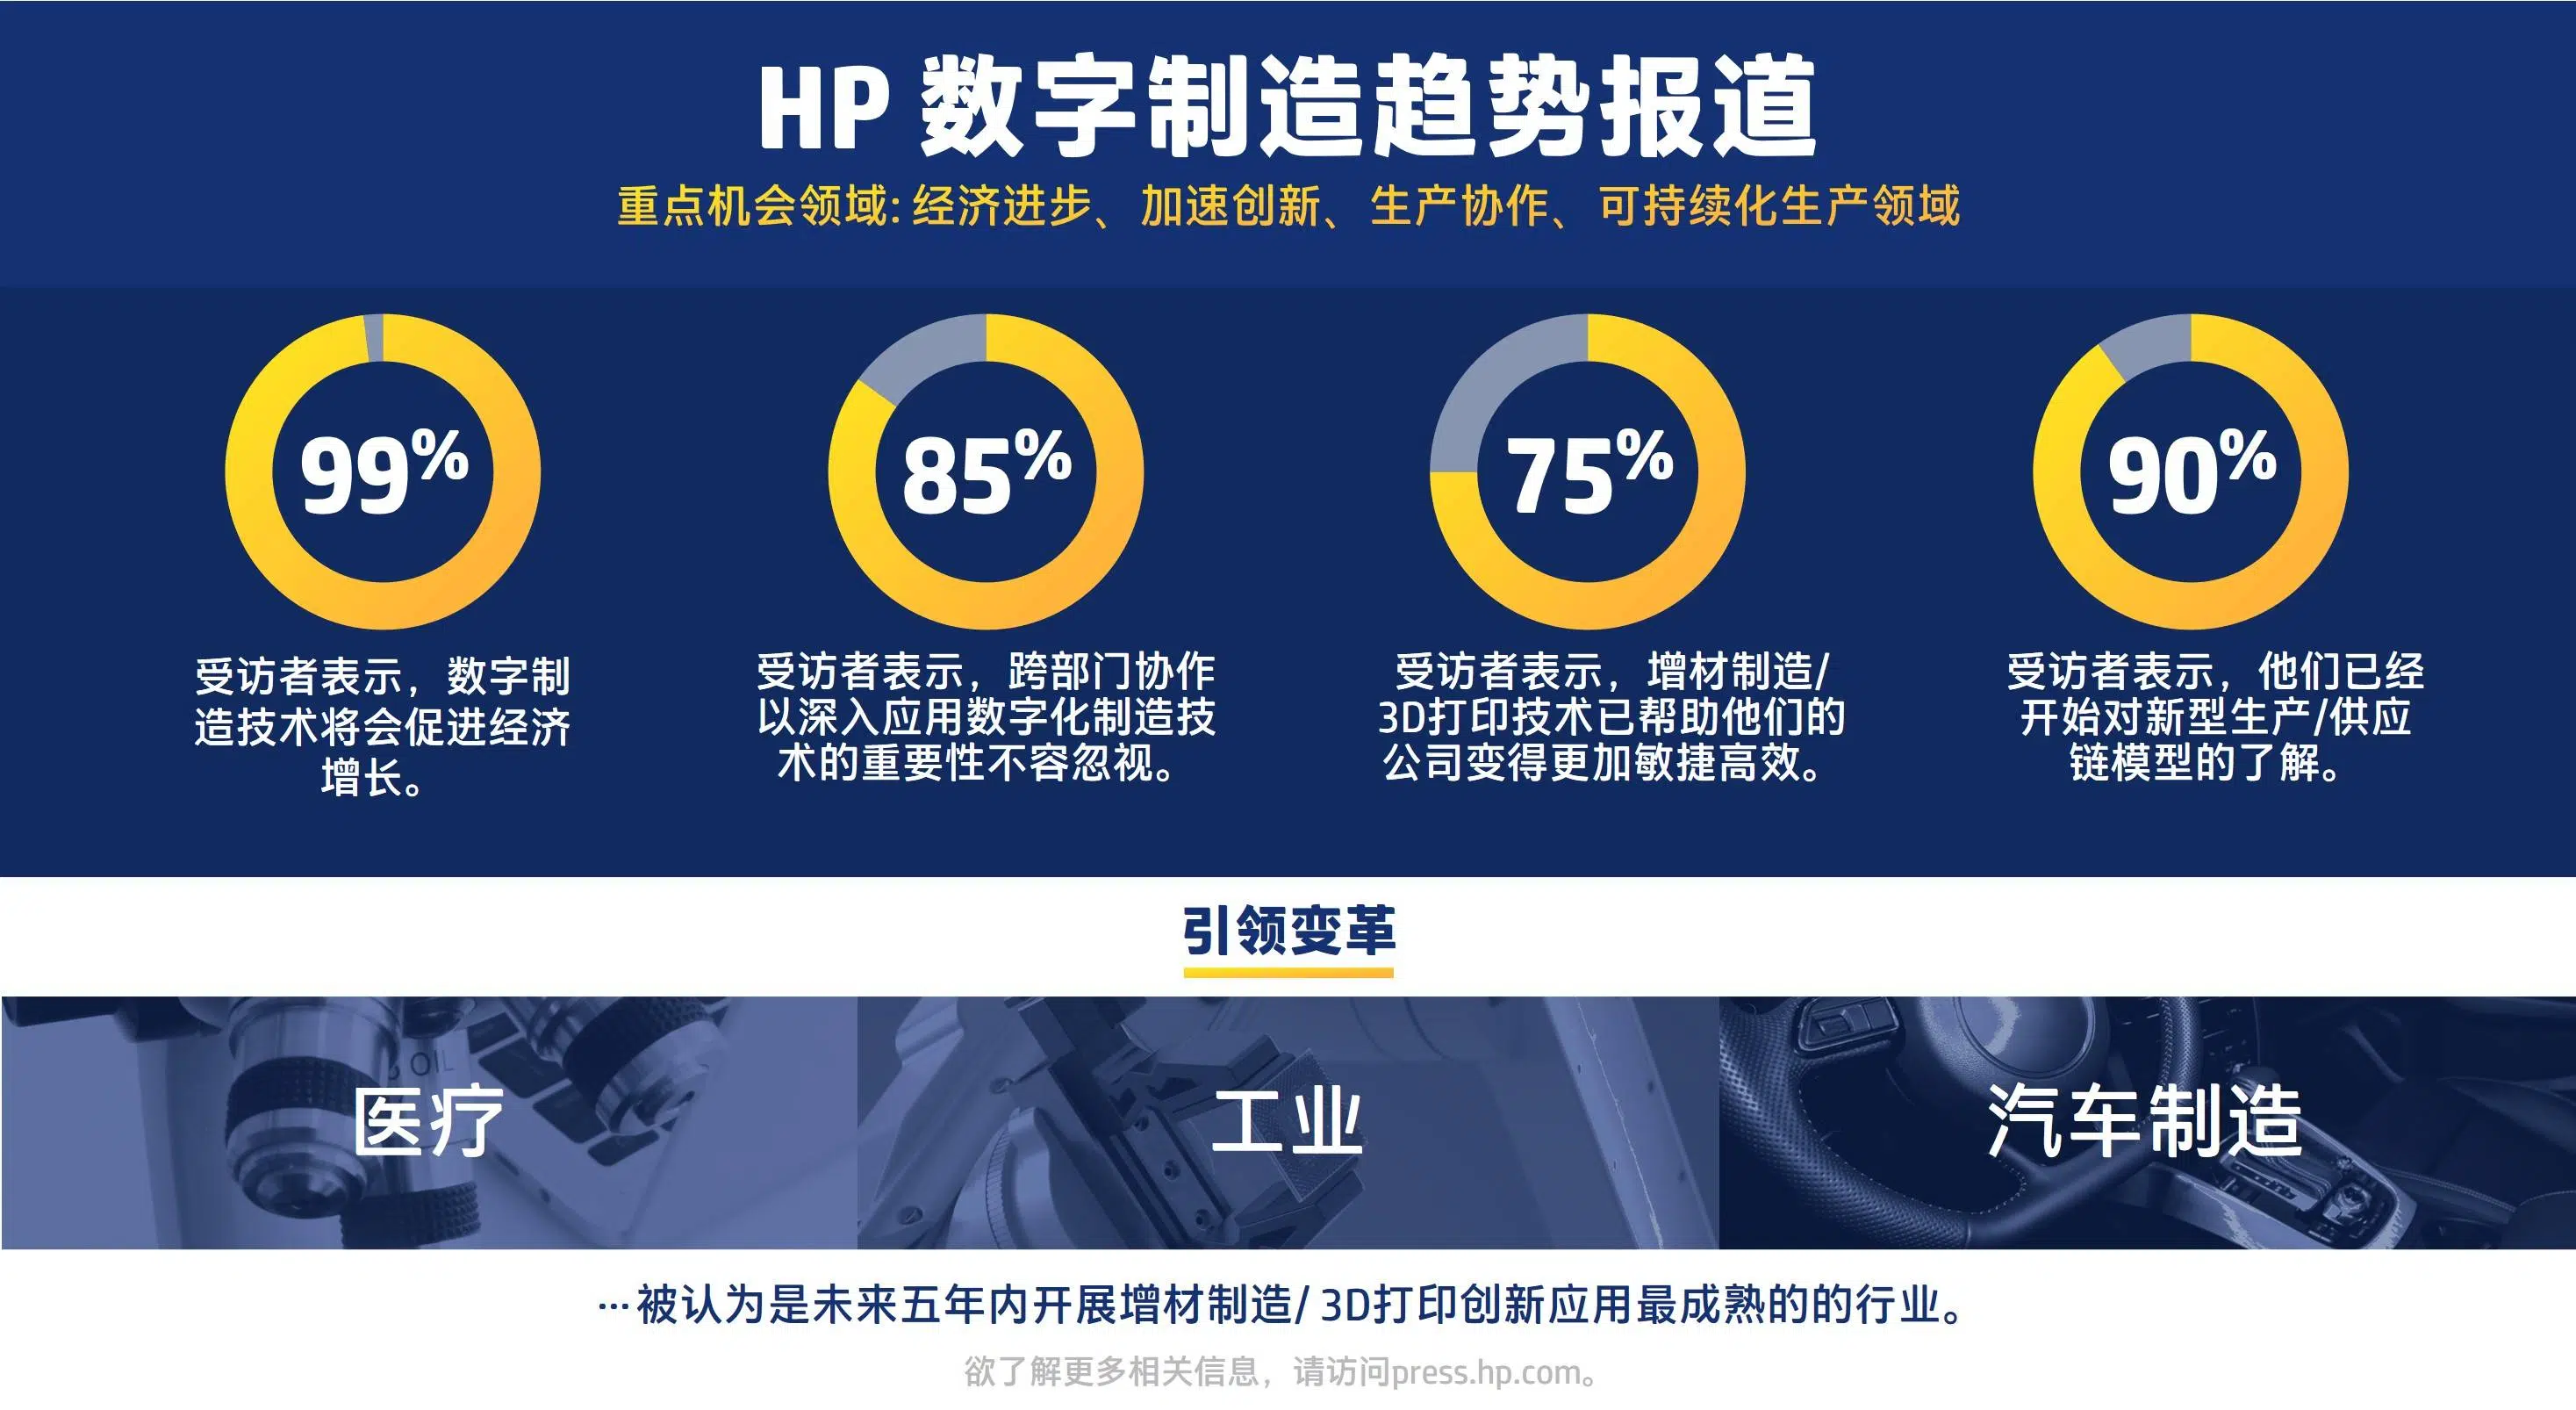 HP 数字制造趋势报道
重点机会领域: 经济进步、加速创新、生产协作、可持续化生产领域
99%
受访者表示，数字制
造技术将会促进经济
增长。
85%
受访者表示，跨部门协作
以深入应用数字化制造技
术的重要性不容忽视。
75%
受访者表示，增材制造/
3D打印技术已帮助他们的
公司变得更加敏捷高效。
90%
受访者表示，他们已经
开始对新型生产/供应
链模型的了解。
引领变革
OIL
医疗
工业
汽车制造
…被认为是未来五年内开展增材制造/ 3D打印创新应用最成熟的的行业。
欲了解更多相关信息，请访问press.hp.com。